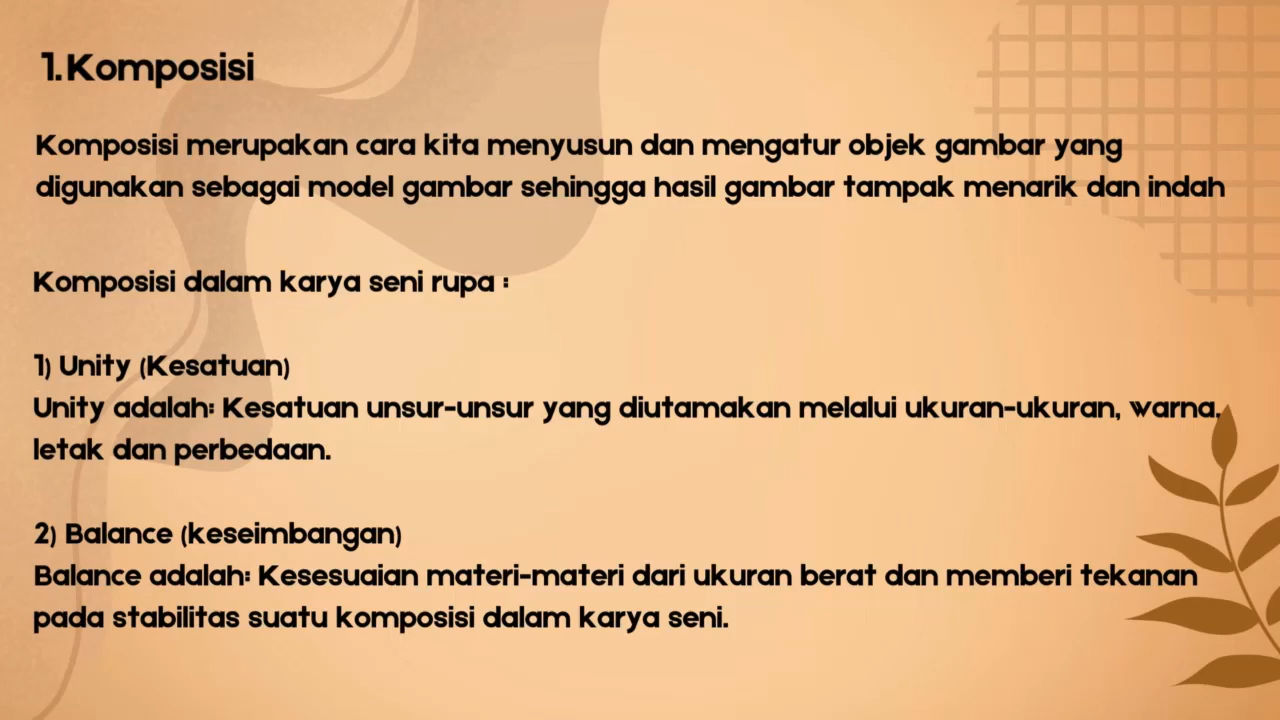 1.Komposisi
Komposisi merupakan cara kita menyusun dan mengatur objek gambar yang
digunakan sebagai model gambar sehingga hasil gambar tampak menarik dan indah
Komposisi dalam karya seni rupa :
1) Unity (Kesatuan)
Unity adalah: Kesatuan unsur-unsur yang diutamakan melalui ukuran-ukuran, warna,
letak dan perbedaan.
2) Balance (keseimbangan)
Balance adalah: Kesesuaian materi-materi dari ukuran berat dan memberi tekanan
pada stabilitas suatu komposisi dalam karya seni.